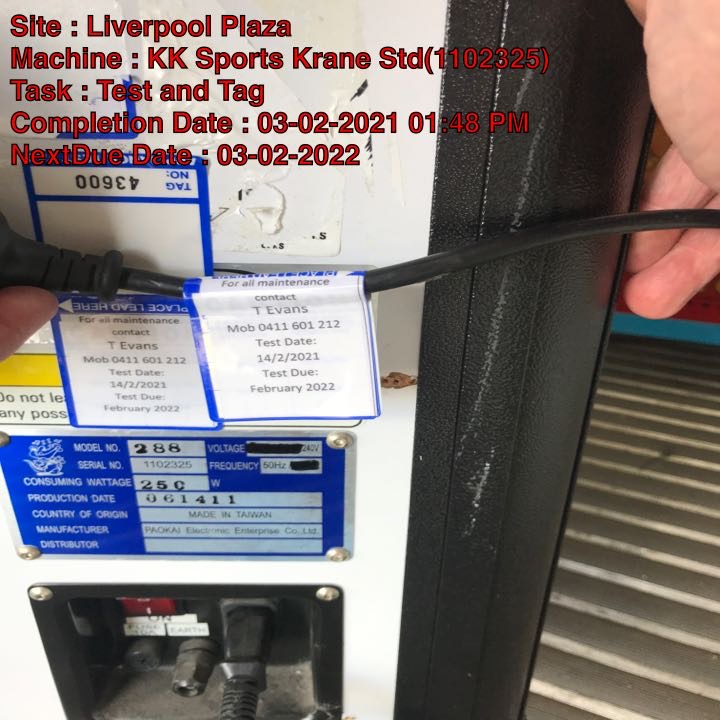 Site : Liverpool Plaza
Machine : KK Sports Krane Std(1102325)
Task : Test and Tag
Completion Date : 03-02-2021 01:48 PM
NextDue Date : 03-02-2022
TAG NO: 43600
PLACE LEAD HERE
For all maintenance
contact
T Evans
Mob 0411 601 212
Test Date:
14/2/2021
Test Due:
February 2022
For all maintenance
contact
T Evans
Mob 0411 601 212
Test Date:
14/2/2021
Test Due:
February 2022
Do not
any poss
MODEL NO. 288 VOLTAGE 240V
SERIAL NO. 1102325 FREQUENCY 50Hz
CONSUMING WATTAGE 250 W
PRODUCTION DATE 061411
COUNTRY OF ORIGIN MADE IN TAIWAN
MANUFACTURER PAOKAI Electronic Enterprise Co., Ltd.
DISTRIBUTOR
ON
FUSE EARTH
10A